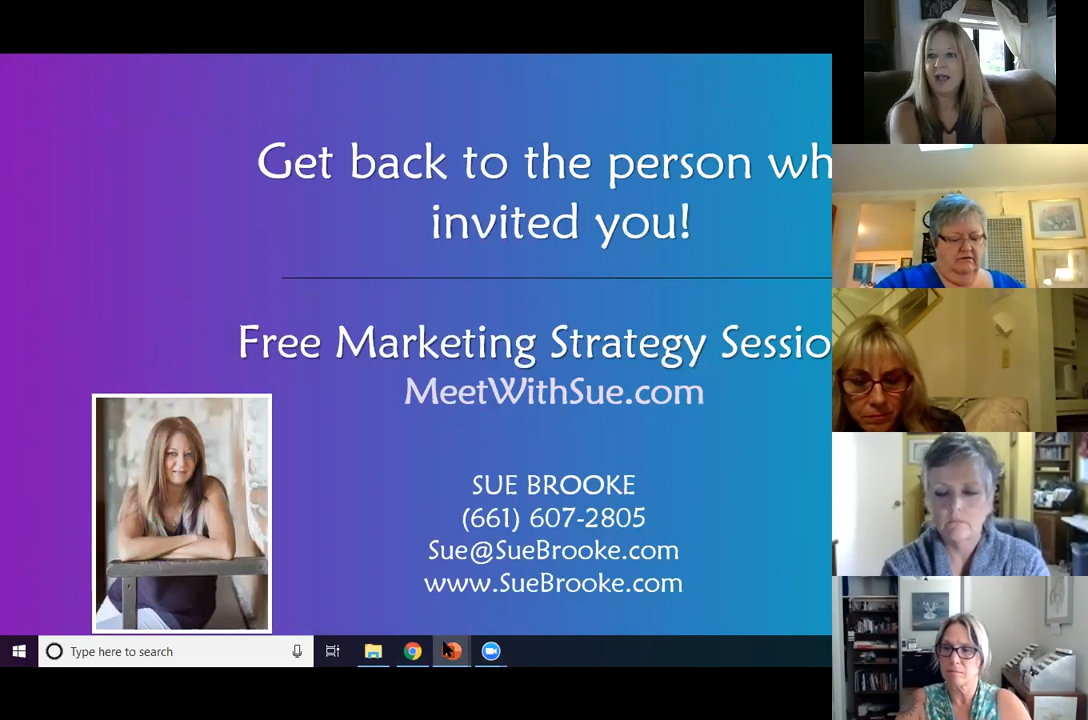 Get back to the person wh
invited you!
Free Marketing Strategy Sessio
MeetWithSue.com
SUE BROOKE
(661) 607-2805
Sue@SueBrooke.com
www.SueBrooke.com
Type here to search